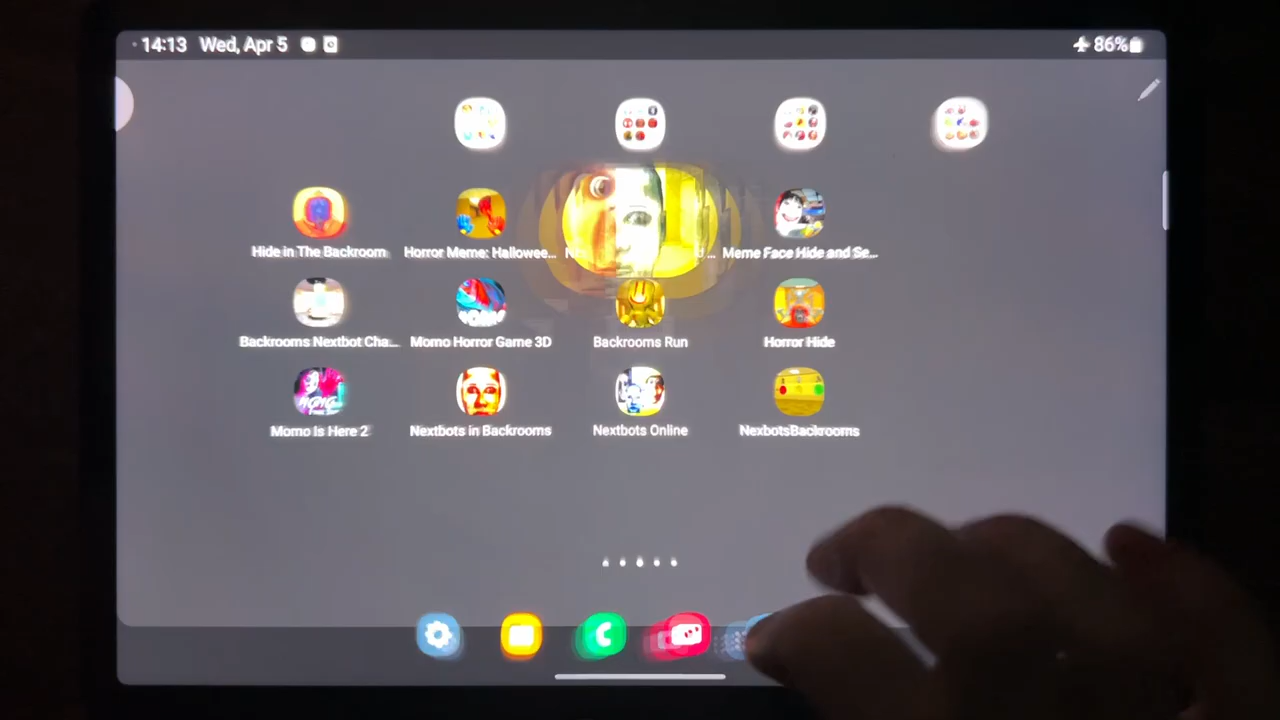 14:13 Wed, Apr 5
86%
Hide in The Backroom
Horror Meme: Hallowee...
Meme Face Hide and Se...
Backrooms Nextbot Cha...
Momo Horror Game 3D
Backrooms Run
Horror Hide
Momo Is Here 2
Nextbots in Backrooms
Nextbots Online
NexbotsBackrooms